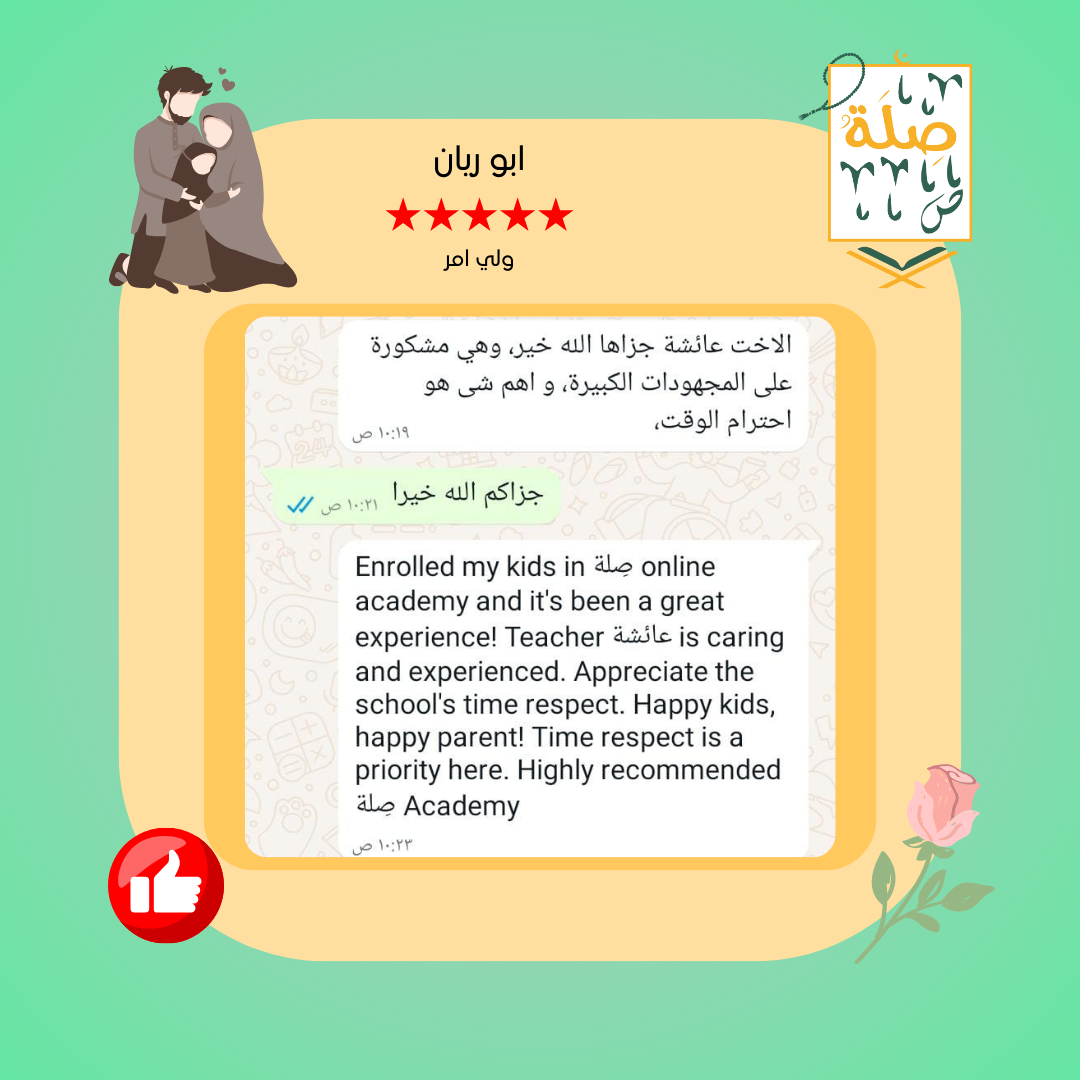 ابو ريان
ولي امر
صِلَة
ص
الاخت عائشة جزاها الله خير، وهي مشكورة
على المجهودات الكبيرة، و اهم شى هو
احترام الوقت،
١٠:١٩ ص
جزاكم الله خيرا
١٠:٢١ ص
Enrolled my kids in صِلة online
academy and it's been a great
experience! Teacher عائشة is caring
and experienced. Appreciate the
school's time respect. Happy kids,
happy parent! Time respect is a
priority here. Highly recommended
صِلة Academy
١٠:٢٣ ص